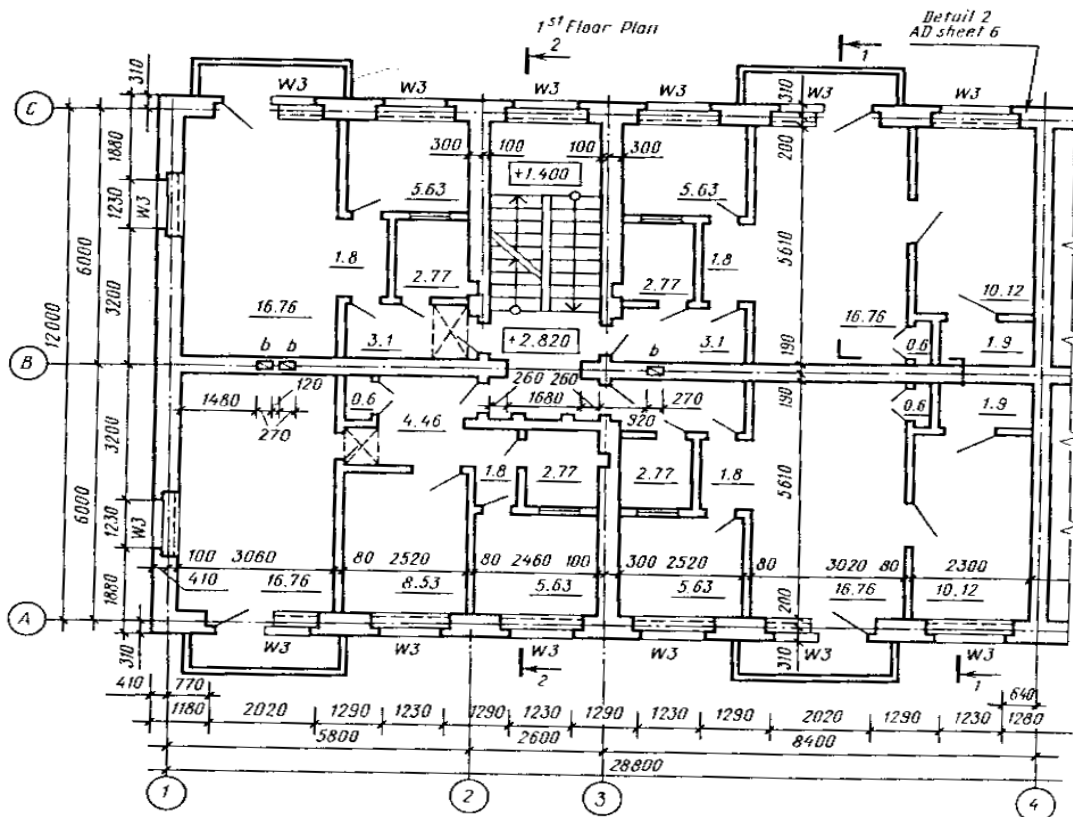 1st Floor Plan
Detail 2
AD sheet 6
2
1
310
W3 W3 W3 W3 W3 W3
310
C
1880
300 100 100 300
200
+1.400
5.63 5.63
1230
W3
6000
5610
1.8 1.8
2.77 2.77
10.12
3200
16.76 16.76
12000
3.1 +2.820 3.1
0.6 1.9
b b b
190
B
120
260 260
190
1480 0.6 1680 270 0.6 1.9
270
4.46 920
3200
1.8 2.77 2.77 1.8
5610
6000
1230
W3
100 3060 80 2520 80 2460 100 300 2520 80 3020 80 2300
410 16.76 8.53 5.63 5.63 16.76 10.12
1880
200
A
310
W3 W3 W3 W3 W3 W3
310
2
1
410 770 640
1180 2020 1290 1230 1290 1230 1290 1230 1290 2020 1290 1230 1280
5800 2600 8400
28800
1 2 3 4